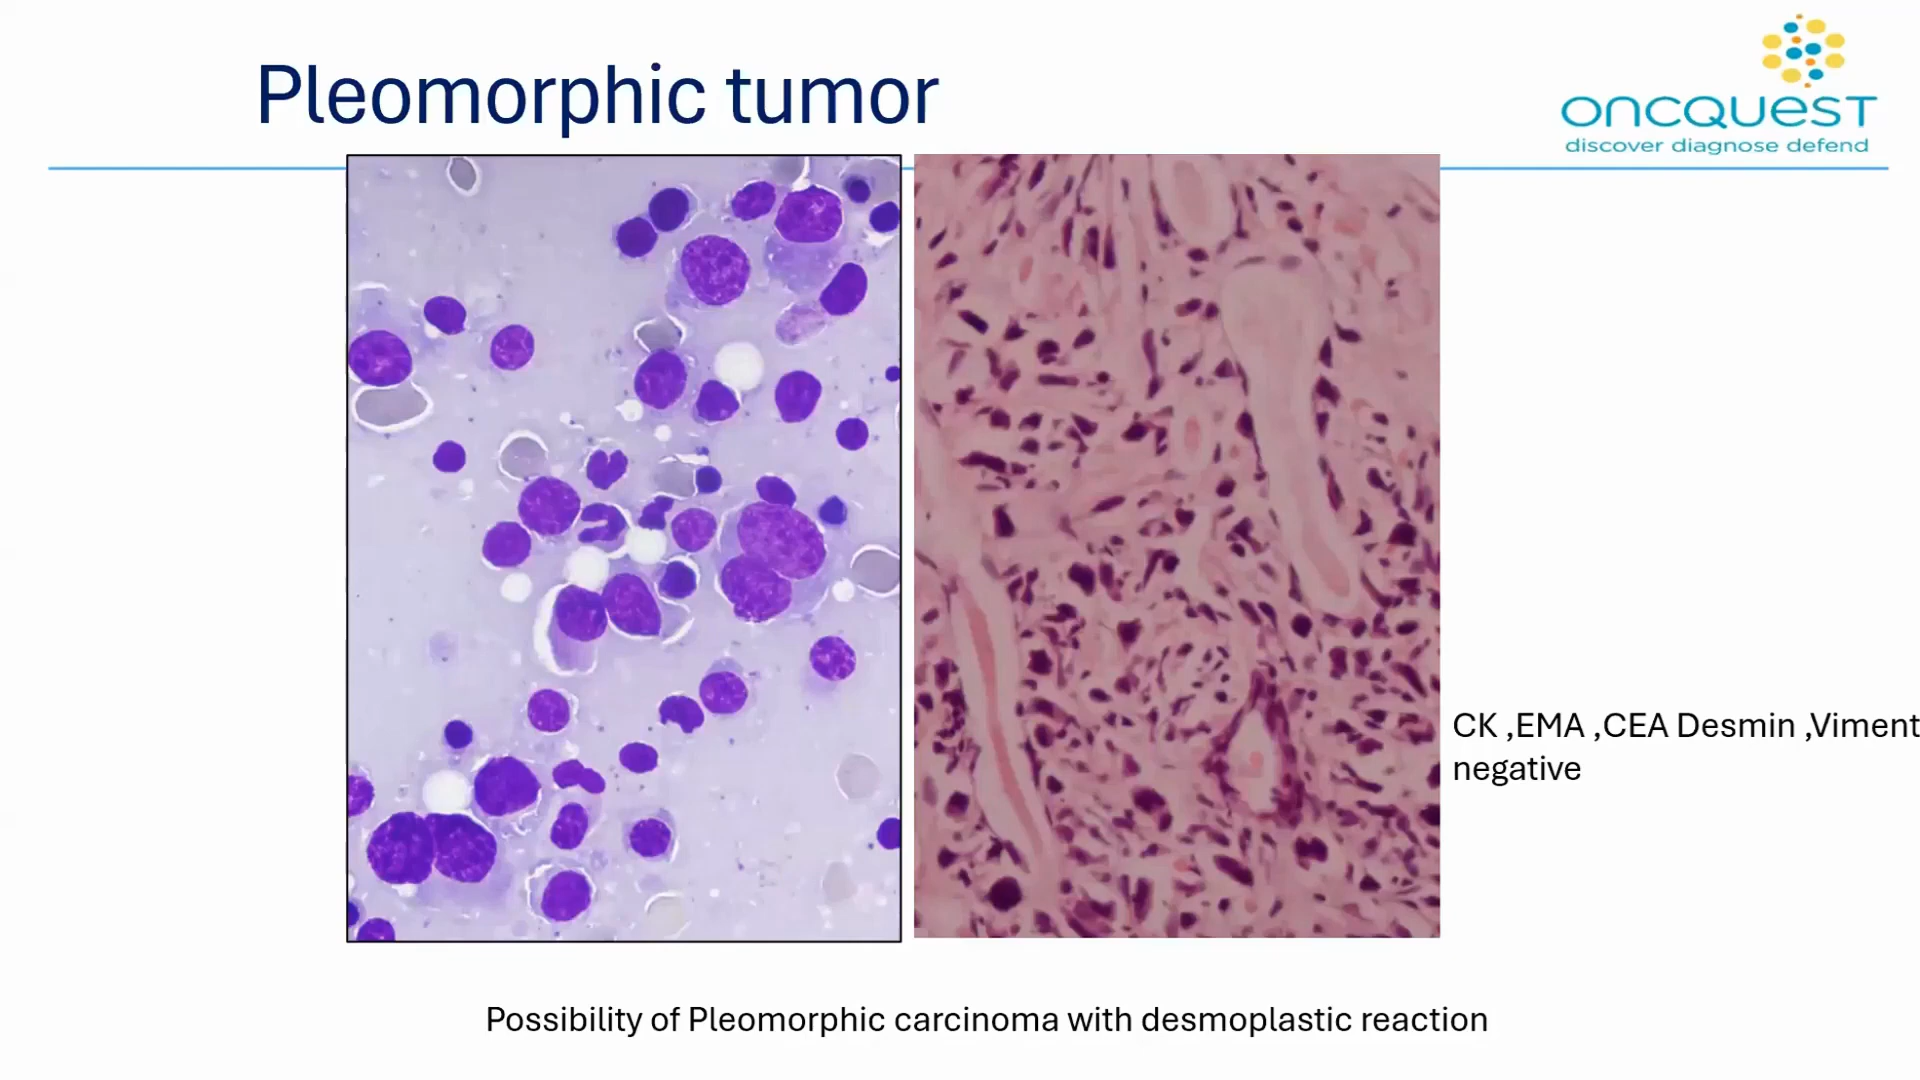 Pleomorphic tumor
oncquest
discover diagnose defend
CK ,EMA ,CEA Desmin ,Viment
negative
Possibility of Pleomorphic carcinoma with desmoplastic reaction